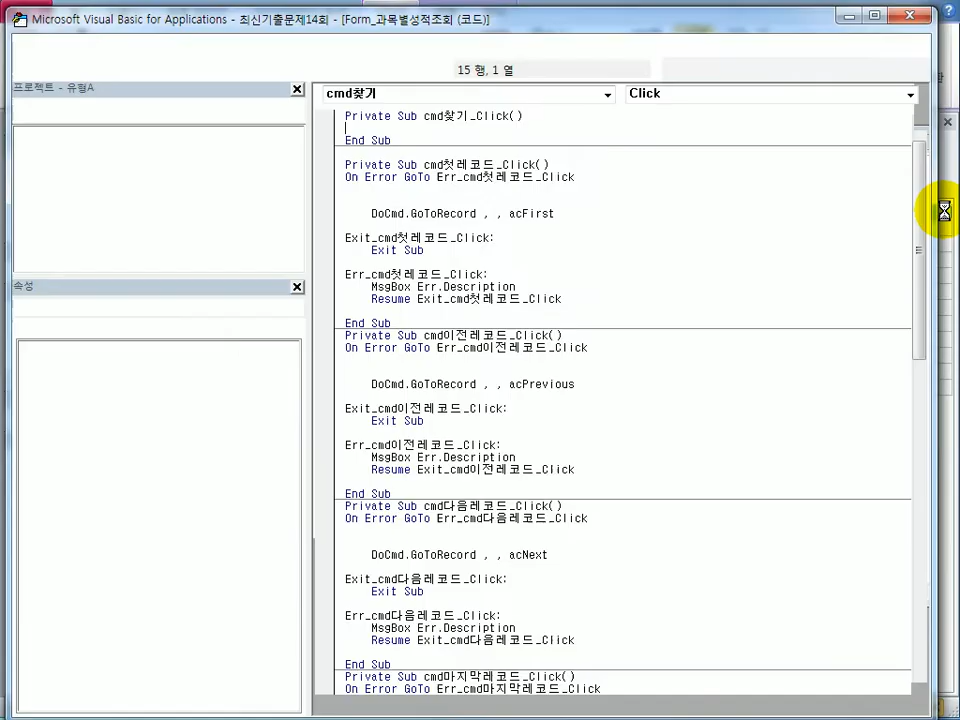 Microsoft Visual Basic for Applications - 최신기출문제14회 - [Form_과목별성적조회 (코드)]
15 행, 1 열
프로젝트 - 유형A
속성
cmd찾기
Click
Private Sub cmd찾기_Click()
End Sub
Private Sub cmd첫레코드_Click()
On Error GoTo Err_cmd첫레코드_Click
DoCmd.GoToRecord , , acFirst
Exit_cmd첫레코드_Click:
Exit Sub
Err_cmd첫레코드_Click:
MsgBox Err.Description
Resume Exit_cmd첫레코드_Click
End Sub
Private Sub cmd이전레코드_Click()
On Error GoTo Err_cmd이전레코드_Click
DoCmd.GoToRecord , , acPrevious
Exit_cmd이전레코드_Click:
Exit Sub
Err_cmd이전레코드_Click:
MsgBox Err.Description
Resume Exit_cmd이전레코드_Click
End Sub
Private Sub cmd다음레코드_Click()
On Error GoTo Err_cmd다음레코드_Click
DoCmd.GoToRecord , , acNext
Exit_cmd다음레코드_Click:
Exit Sub
Err_cmd다음레코드_Click:
MsgBox Err.Description
Resume Exit_cmd다음레코드_Click
End Sub
Private Sub cmd마지막레코드_Click()
On Error GoTo Err_cmd마지막레코드_Click